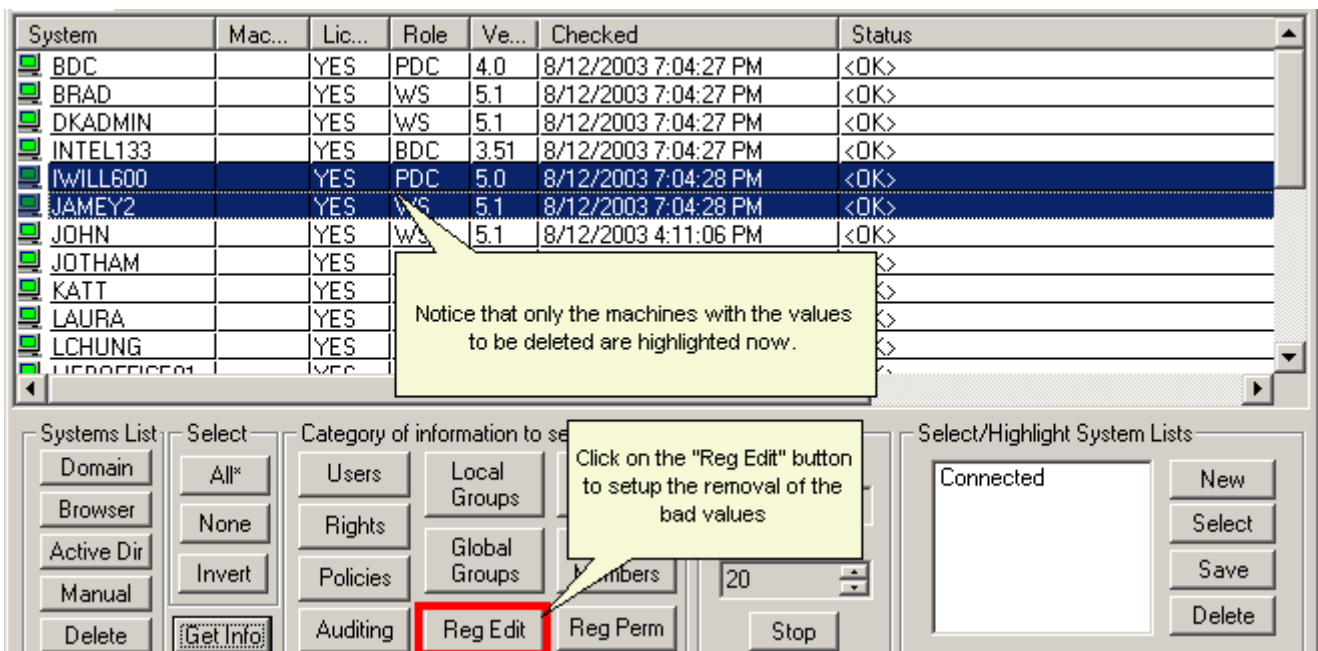 System Mac... Lic... Role Ve... Checked Status
BDC YES PDC 4.0 8/12/2003 7:04:27 PM <OK>
BRAD YES WS 5.1 8/12/2003 7:04:27 PM <OK>
DKADMIN YES WS 5.1 8/12/2003 7:04:27 PM <OK>
INTEL133 YES BDC 3.51 8/12/2003 7:04:27 PM <OK>
IWILL600 YES PDC 5.0 8/12/2003 7:04:28 PM <OK>
JAMEY2 YES WS 5.1 8/12/2003 7:04:28 PM <OK>
JOHN YES WS 5.1 8/12/2003 4:11:06 PM <OK>
JOTHAM YES
KATT YES
LAURA YES
LCHUNG YES
Notice that only the machines with the values
to be deleted are highlighted now.
Systems List
Domain
Browser
Active Dir
Manual
Delete
Select
All*
None
Invert
Get Info
Category of information to se
Users
Rights
Policies
Auditing
Local
Groups
Global
Groups
Reg Edit
Members
Reg Perm
Click on the "Reg Edit" button
to setup the removal of the
bad values
20
Stop
Select/Highlight System Lists
Connected
New
Select
Save
Delete